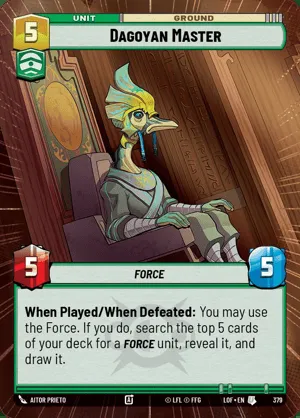 UNIT
GROUND
5
DAGOYAN MASTER
5
5
FORCE
When Played/When Defeated: You may
use the Force. If you do, search the top 5 cards
of your deck for a FORCE unit, reveal it, and
draw it.
AITOR PRIETO
© LFL © FFG
LOF • EN
379